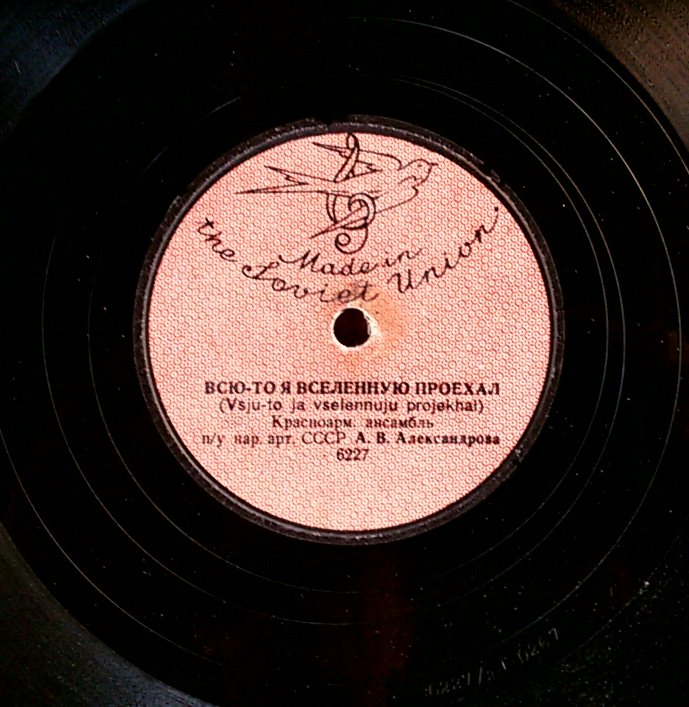 Made in
the Soviet Union
ВСЮ-ТО Я ВСЕЛЕННУЮ ПРОЕХАЛ
(Vsju-to ja vselennuju projekhal)
Красноарм. ансамбль
п/у нар. арт. СССР А. В. Александрова
6227